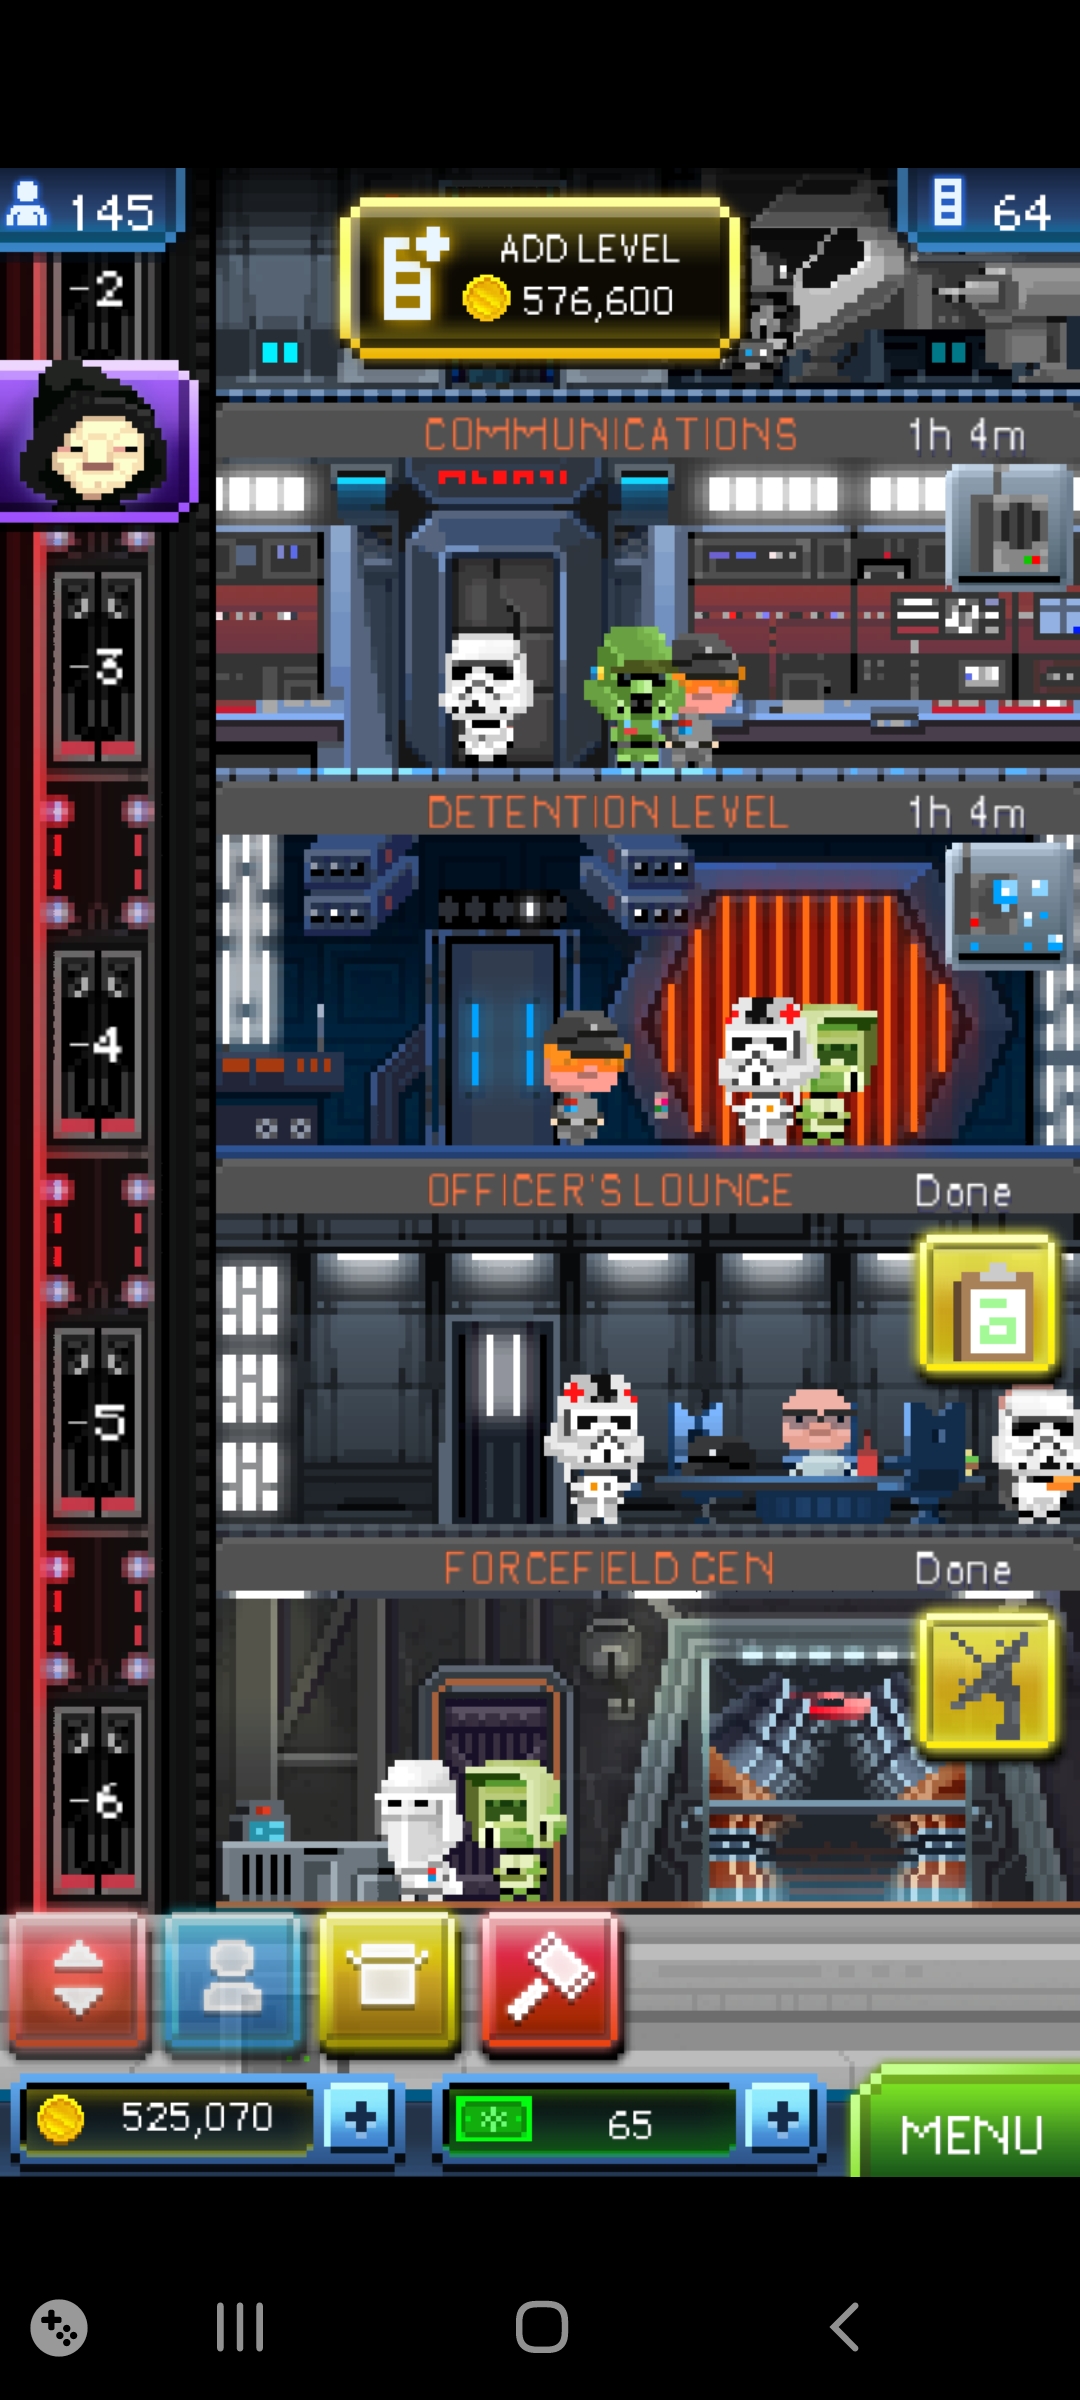 145
ADD LEVEL
576,600
64
-2
COMMUNICATIONS 1h 4m
-3
DETENTION LEVEL 1h 4m
-4
OFFICER'S LOUNGE Done
-5
FORCEFIELD GEN Done
-6
525,070
65
MENU